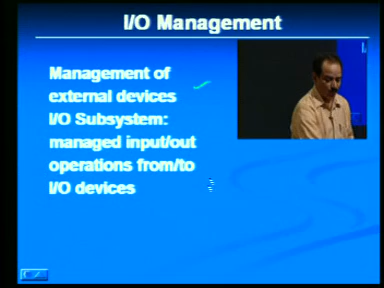 I/O Management
Management of
external devices
I/O Subsystem:
managed input/out
operations from/to
I/O devices